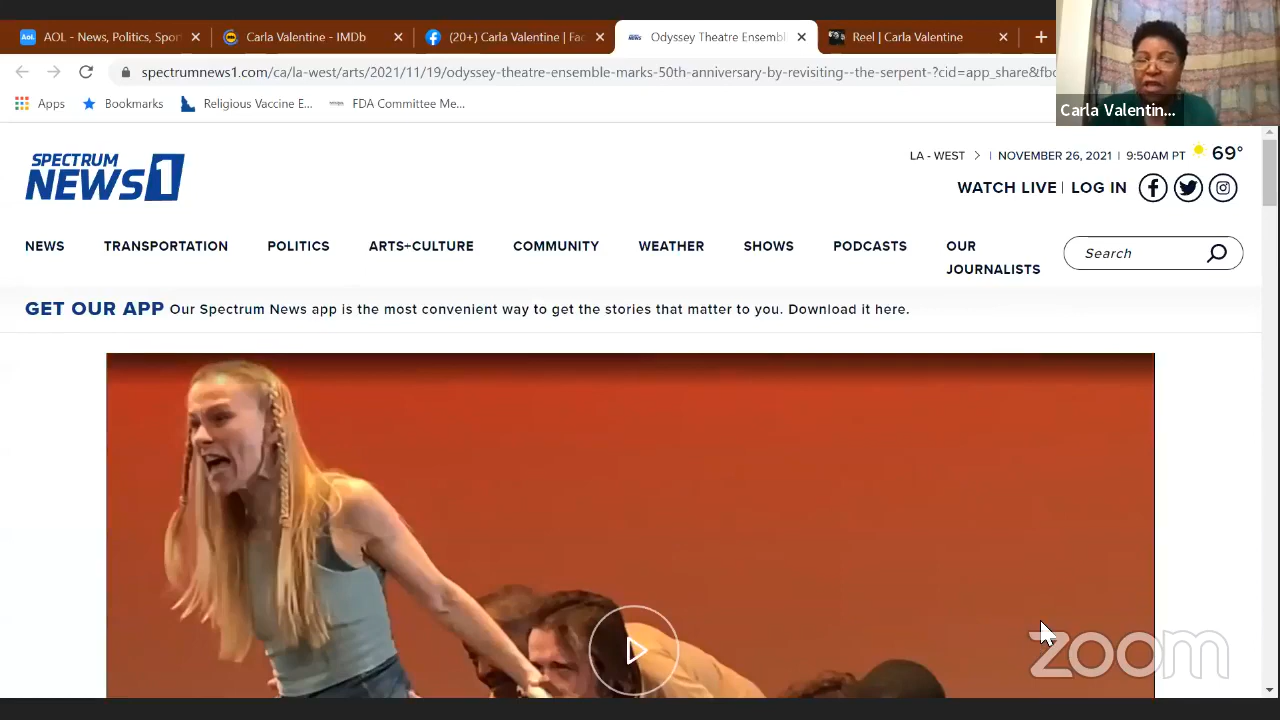 AOL - News, Politics, Spor
Carla Valentine - IMDb
(20+) Carla Valentine | Fac
Odyssey Theatre Ensembl
Reel | Carla Valentine
spectrumnews1.com/ca/la-west/arts/2021/11/19/odyssey-theatre-ensemble-marks-50th-anniversary-by-revisiting--the-serpent-?cid=app_share&fbc
Apps
Bookmarks
Religious Vaccine E...
FDA Committee Me...
Carla Valentin...
SPECTRUM
NEWS 1
LA - WEST > | NOVEMBER 26, 2021 | 9:50AM PT 69°
WATCH LIVE | LOG IN
NEWS
TRANSPORTATION
POLITICS
ARTS+CULTURE
COMMUNITY
WEATHER
SHOWS
PODCASTS
OUR
JOURNALISTS
Search
GET OUR APP Our Spectrum News app is the most convenient way to get the stories that matter to you. Download it here.
zoom